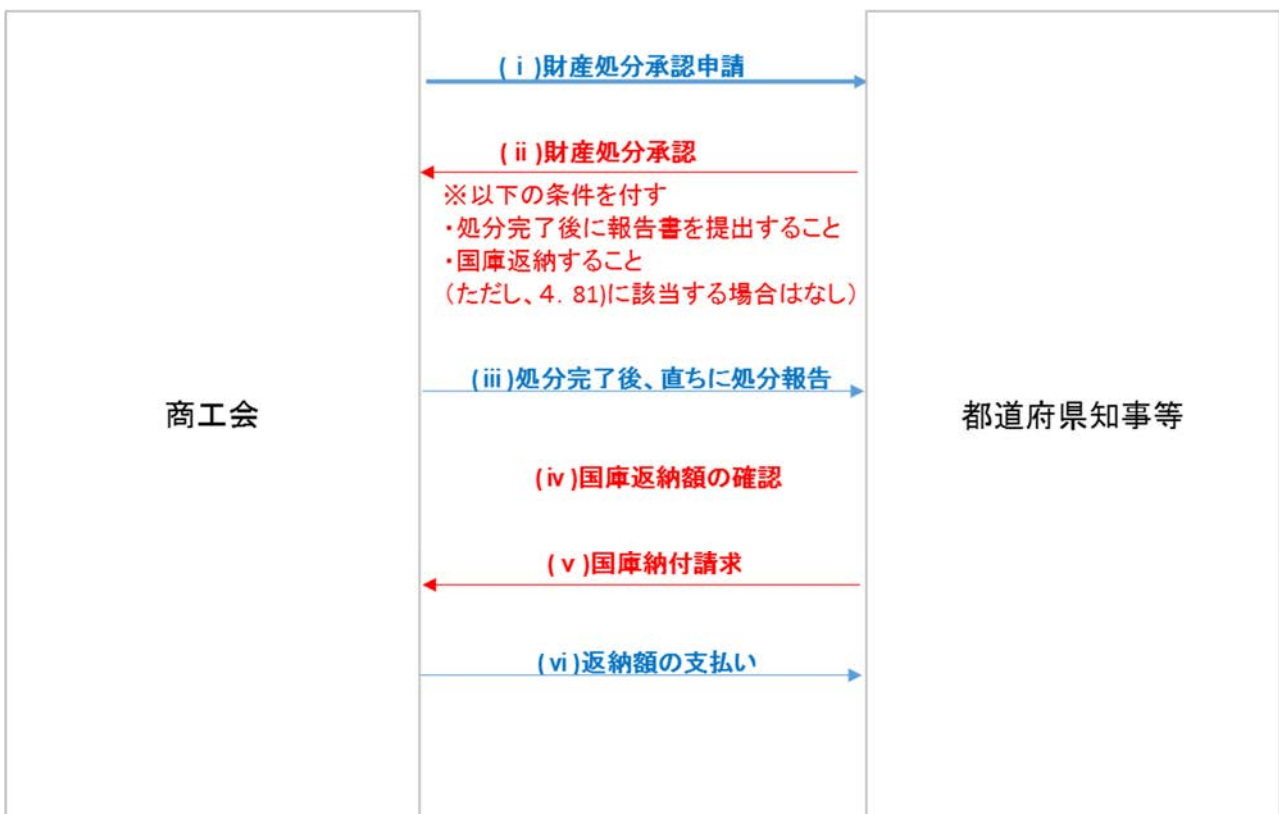 (ⅰ)財産処分承認申請
(ⅱ)財産処分承認
※以下の条件を付す
・処分完了後に報告書を提出すること
・国庫返納すること
(ただし、4. 81)に該当する場合はなし)
(ⅲ)処分完了後、直ちに処分報告
商工会
都道府県知事等
(ⅳ)国庫返納額の確認
(ⅴ)国庫納付請求
(ⅵ)返納額の支払い